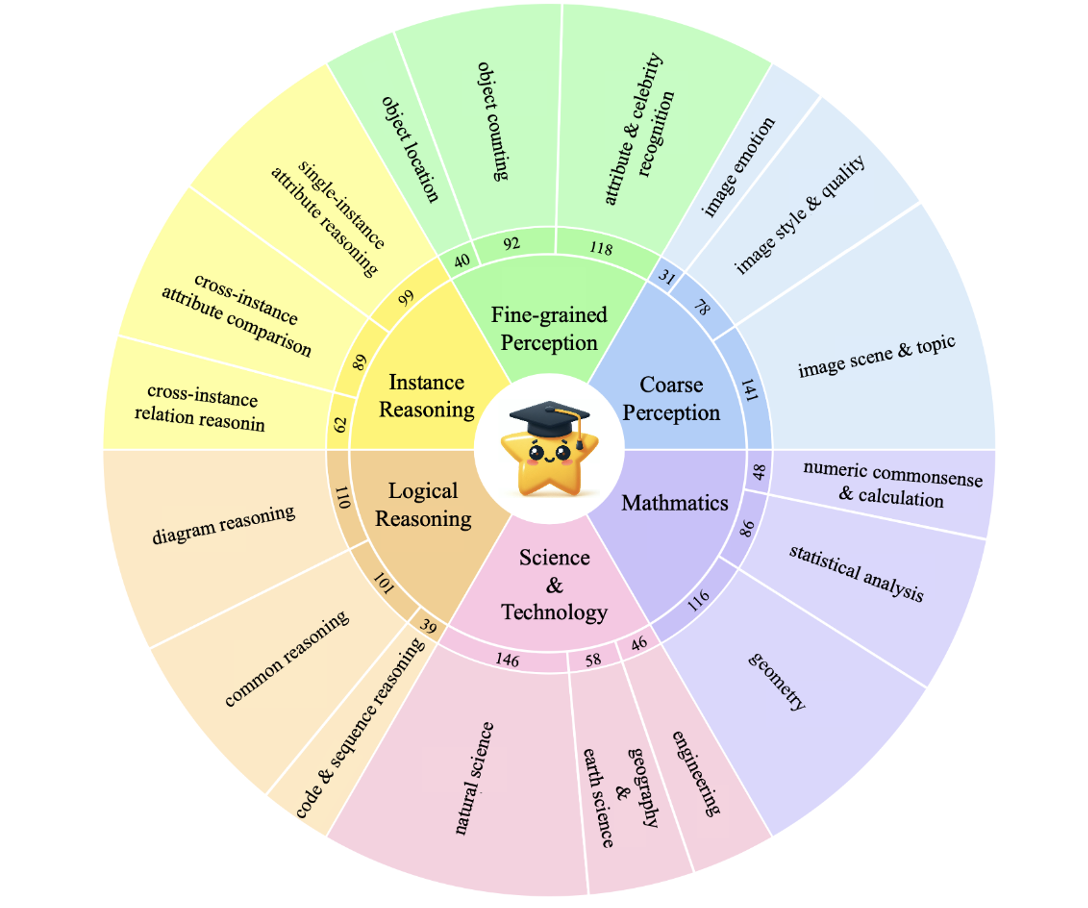 Fine-grained
Perception
object location
40
object counting
92
attribute & celebrity
recognition
118
Coarse
Perception
image emotion
31
image style & quality
78
image scene & topic
141
Mathmatics
numeric commonsense
& calculation
48
statistical analysis
86
geometry
116
Science
&
Technology
engineering
46
geography
&
earth science
58
natural science
146
Logical
Reasoning
code & sequence reasoning
39
common reasoning
101
diagram reasoning
110
Instance
Reasoning
cross-instance
relation reasonin
62
cross-instance
attribute comparison
89
single-instance
attribute reasoning
99